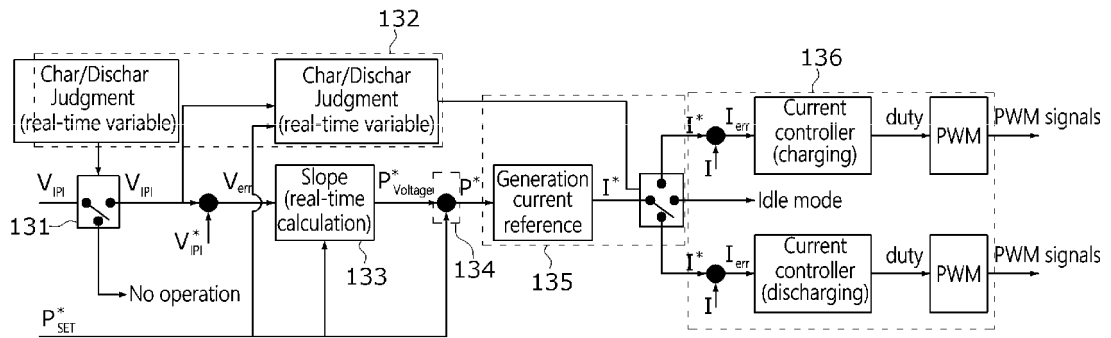 132
Char/Dischar
Judgment
(real-time variable)
Char/Dischar
Judgment
(real-time variable)
136
I*
Ierr
Current
controller
(charging)
duty
PWM
PWM signals
I
VIPI
VIPI
131
Verr
V*IPI
Slope
(real-time
calculation)
133
P*Voltagel
P*
134
Generation
current
reference
135
I*
Idle mode
No operation
P*SET
I*
Ierr
Current
controller
(discharging)
duty
PWM
PWM signals
I